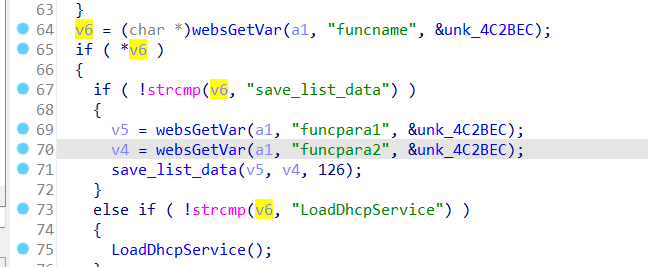 63 }
64 v6 = (char *)websGetVar(a1, "funcname", &unk_4C2BEC);
65 if ( *v6 )
66 {
67 if ( !strcmp(v6, "save_list_data") )
68 {
69 v5 = websGetVar(a1, "funcpara1", &unk_4C2BEC);
70 v4 = websGetVar(a1, "funcpara2", &unk_4C2BEC);
71 save_list_data(v5, v4, 126);
72 }
73 else if ( !strcmp(v6, "LoadDhcpService") )
74 {
75 LoadDhcpService();
76 }